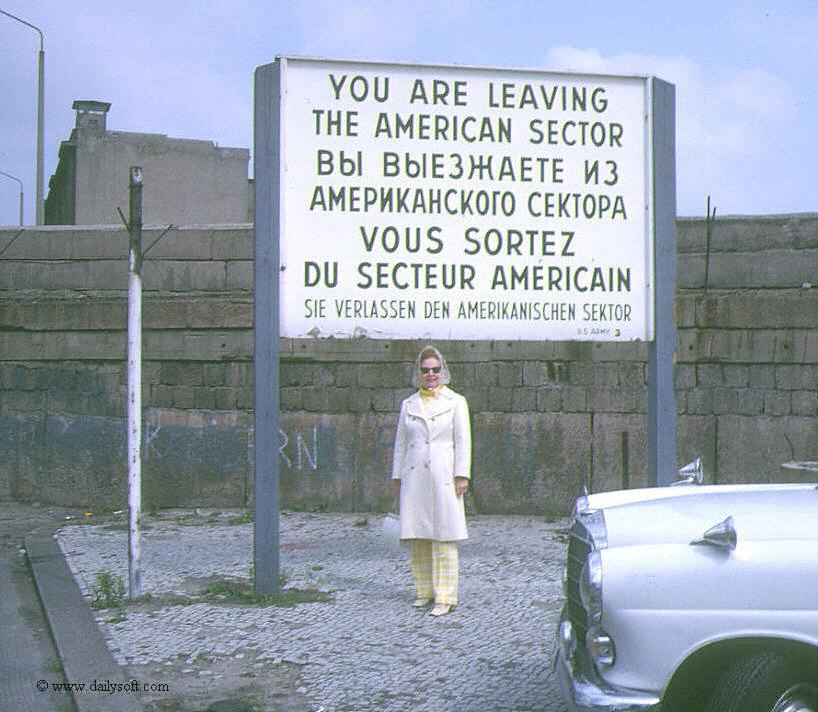 YOU ARE LEAVING
THE AMERICAN SECTOR
ВЫ ВЫЕЗЖАЕТЕ ИЗ
АМЕРИКАНСКОГО СЕКТОРА
VOUS SORTEZ
DU SECTEUR AMÉRICAIN
SIE VERLASSEN DEN AMERIKANISCHEN SEKTOR
U.S. ARMY 3
© www.dailysoft.com